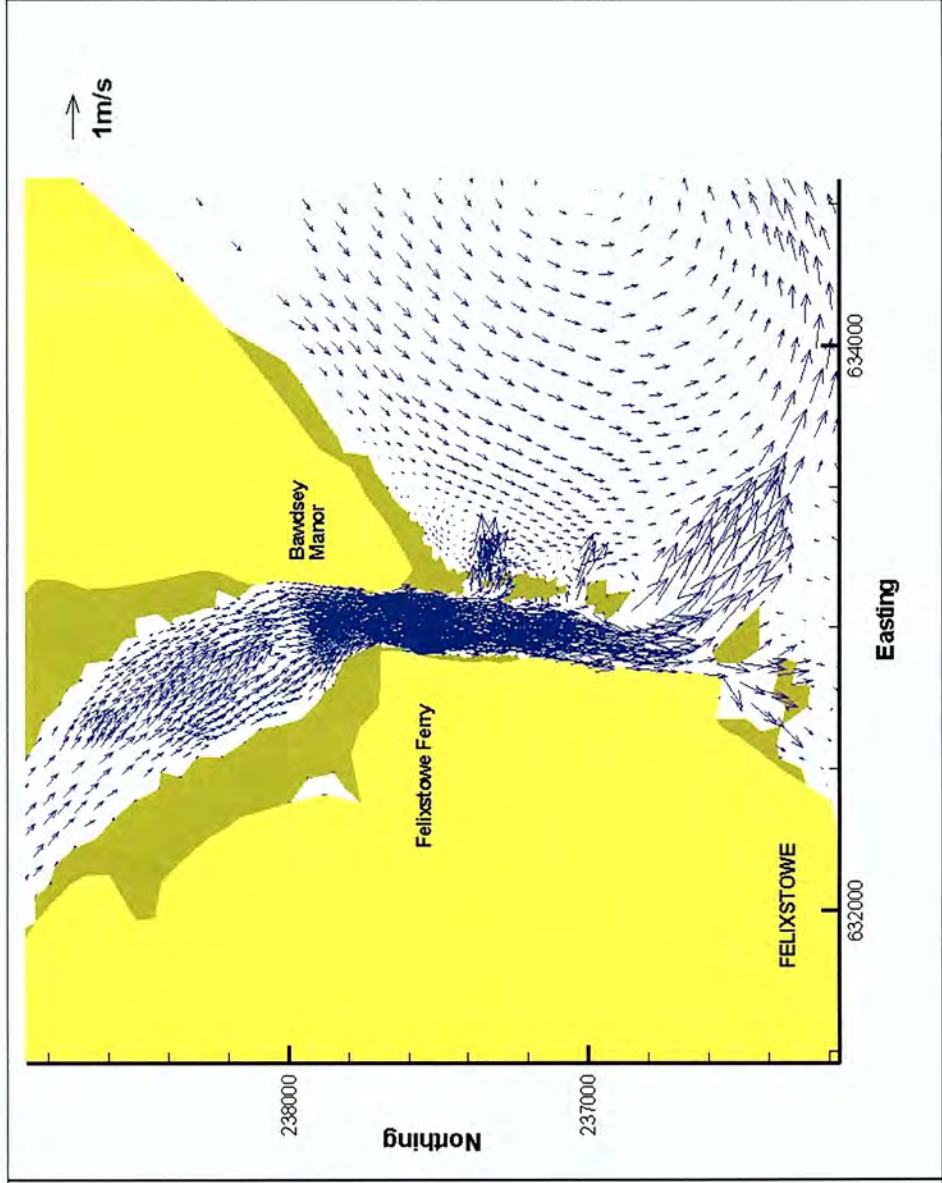 1m/s
Bawdsey
Manor
Felixstowe Ferry
FELIXSTOWE
238000
237000
Northing
632000
634000
Easting